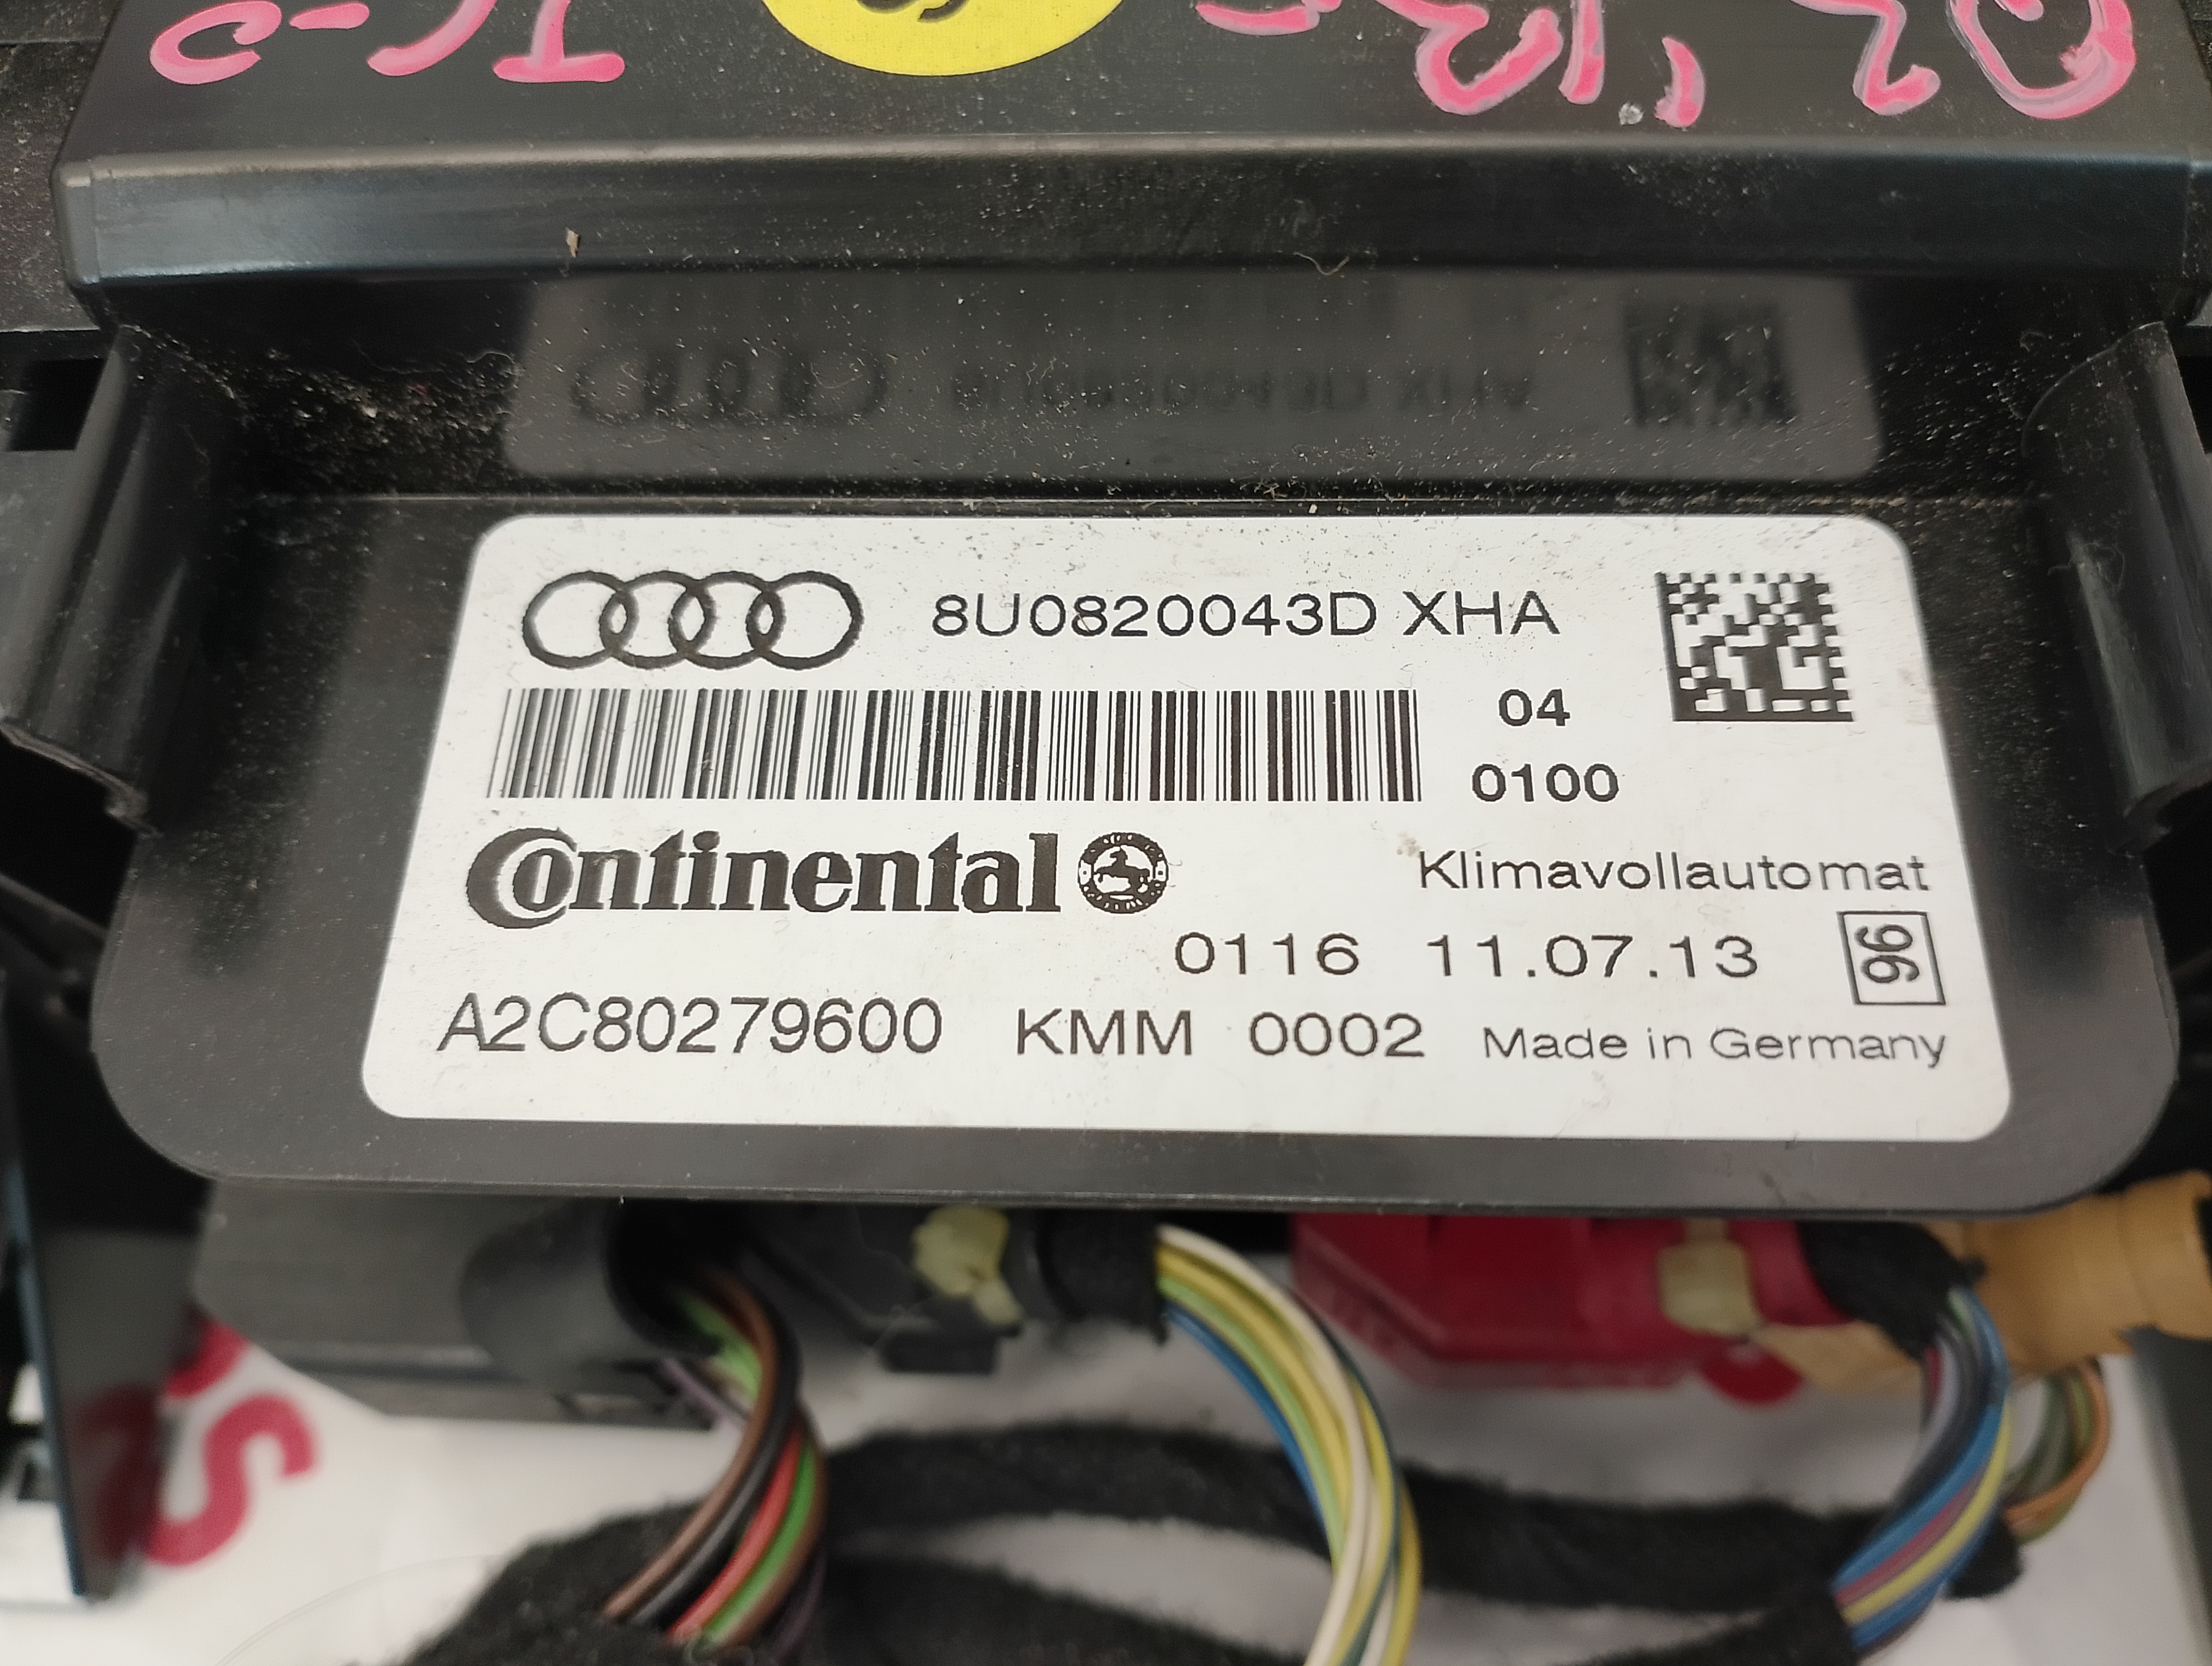 8U0820043D XHA
04
0100
Continental
Klimavollautomat
0116 11.07.13
96
A2C80279600 KMM 0002 Made in Germany